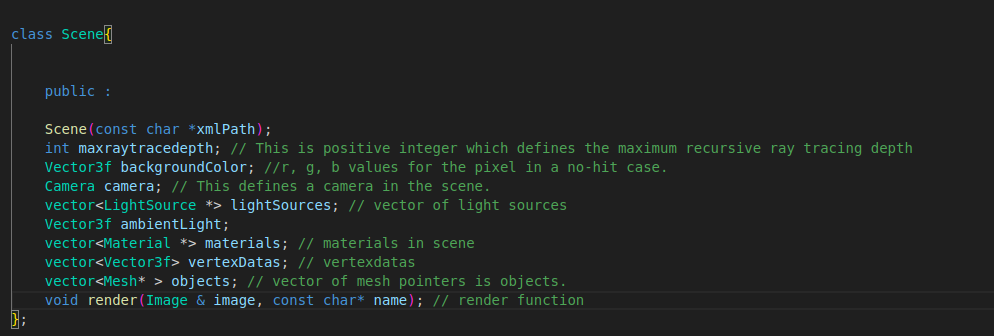 class Scene{
public :
Scene(const char *xmlPath);
int maxraytracedepth; // This is positive integer which defines the maximum recursive ray tracing depth
Vector3f backgroundColor; //r, g, b values for the pixel in a no-hit case.
Camera camera; // This defines a camera in the scene.
vector<LightSource *> lightSources; // vector of light sources
Vector3f ambientLight;
vector<Material *> materials; // materials in scene
vector<Vector3f> vertexDatas; // vertexdatas
vector<Mesh* > objects; // vector of mesh pointers is objects.
void render(Image & image, const char* name); // render function
};